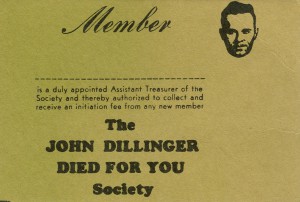 Member
is a duly appointed Assistant Treasurer of the
Society and thereby authorized to collect and
receive an initiation fee from any new member
The
JOHN DILLINGER
DIED FOR YOU
Society